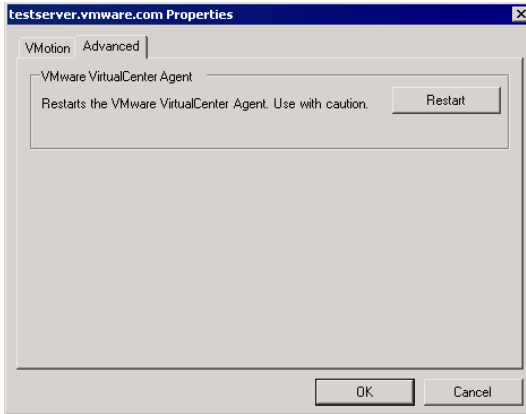 testserver.vmware.com Properties
VMotion Advanced
VMware VirtualCenter Agent
Restarts the VMware VirtualCenter Agent. Use with caution. Restart
OK Cancel